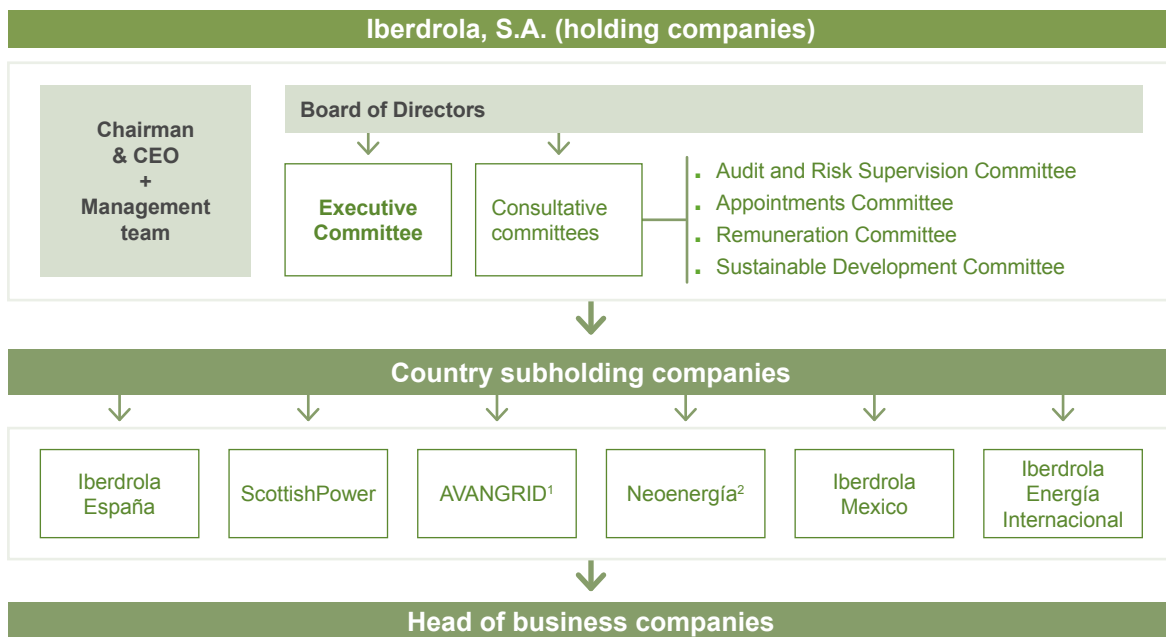 Iberdrola, S.A. (holding companies)
Chairman
& CEO
+
Management
team
Board of Directors
Executive
Committee
Consultative
committees
▪ Audit and Risk Supervision Committee
▪ Appointments Committee
▪ Remuneration Committee
▪ Sustainable Development Committee
Country subholding companies
Iberdrola
España
ScottishPower
AVANGRID¹
Neoenergía²
Iberdrola
Mexico
Iberdrola
Energía
Internacional
Head of business companies